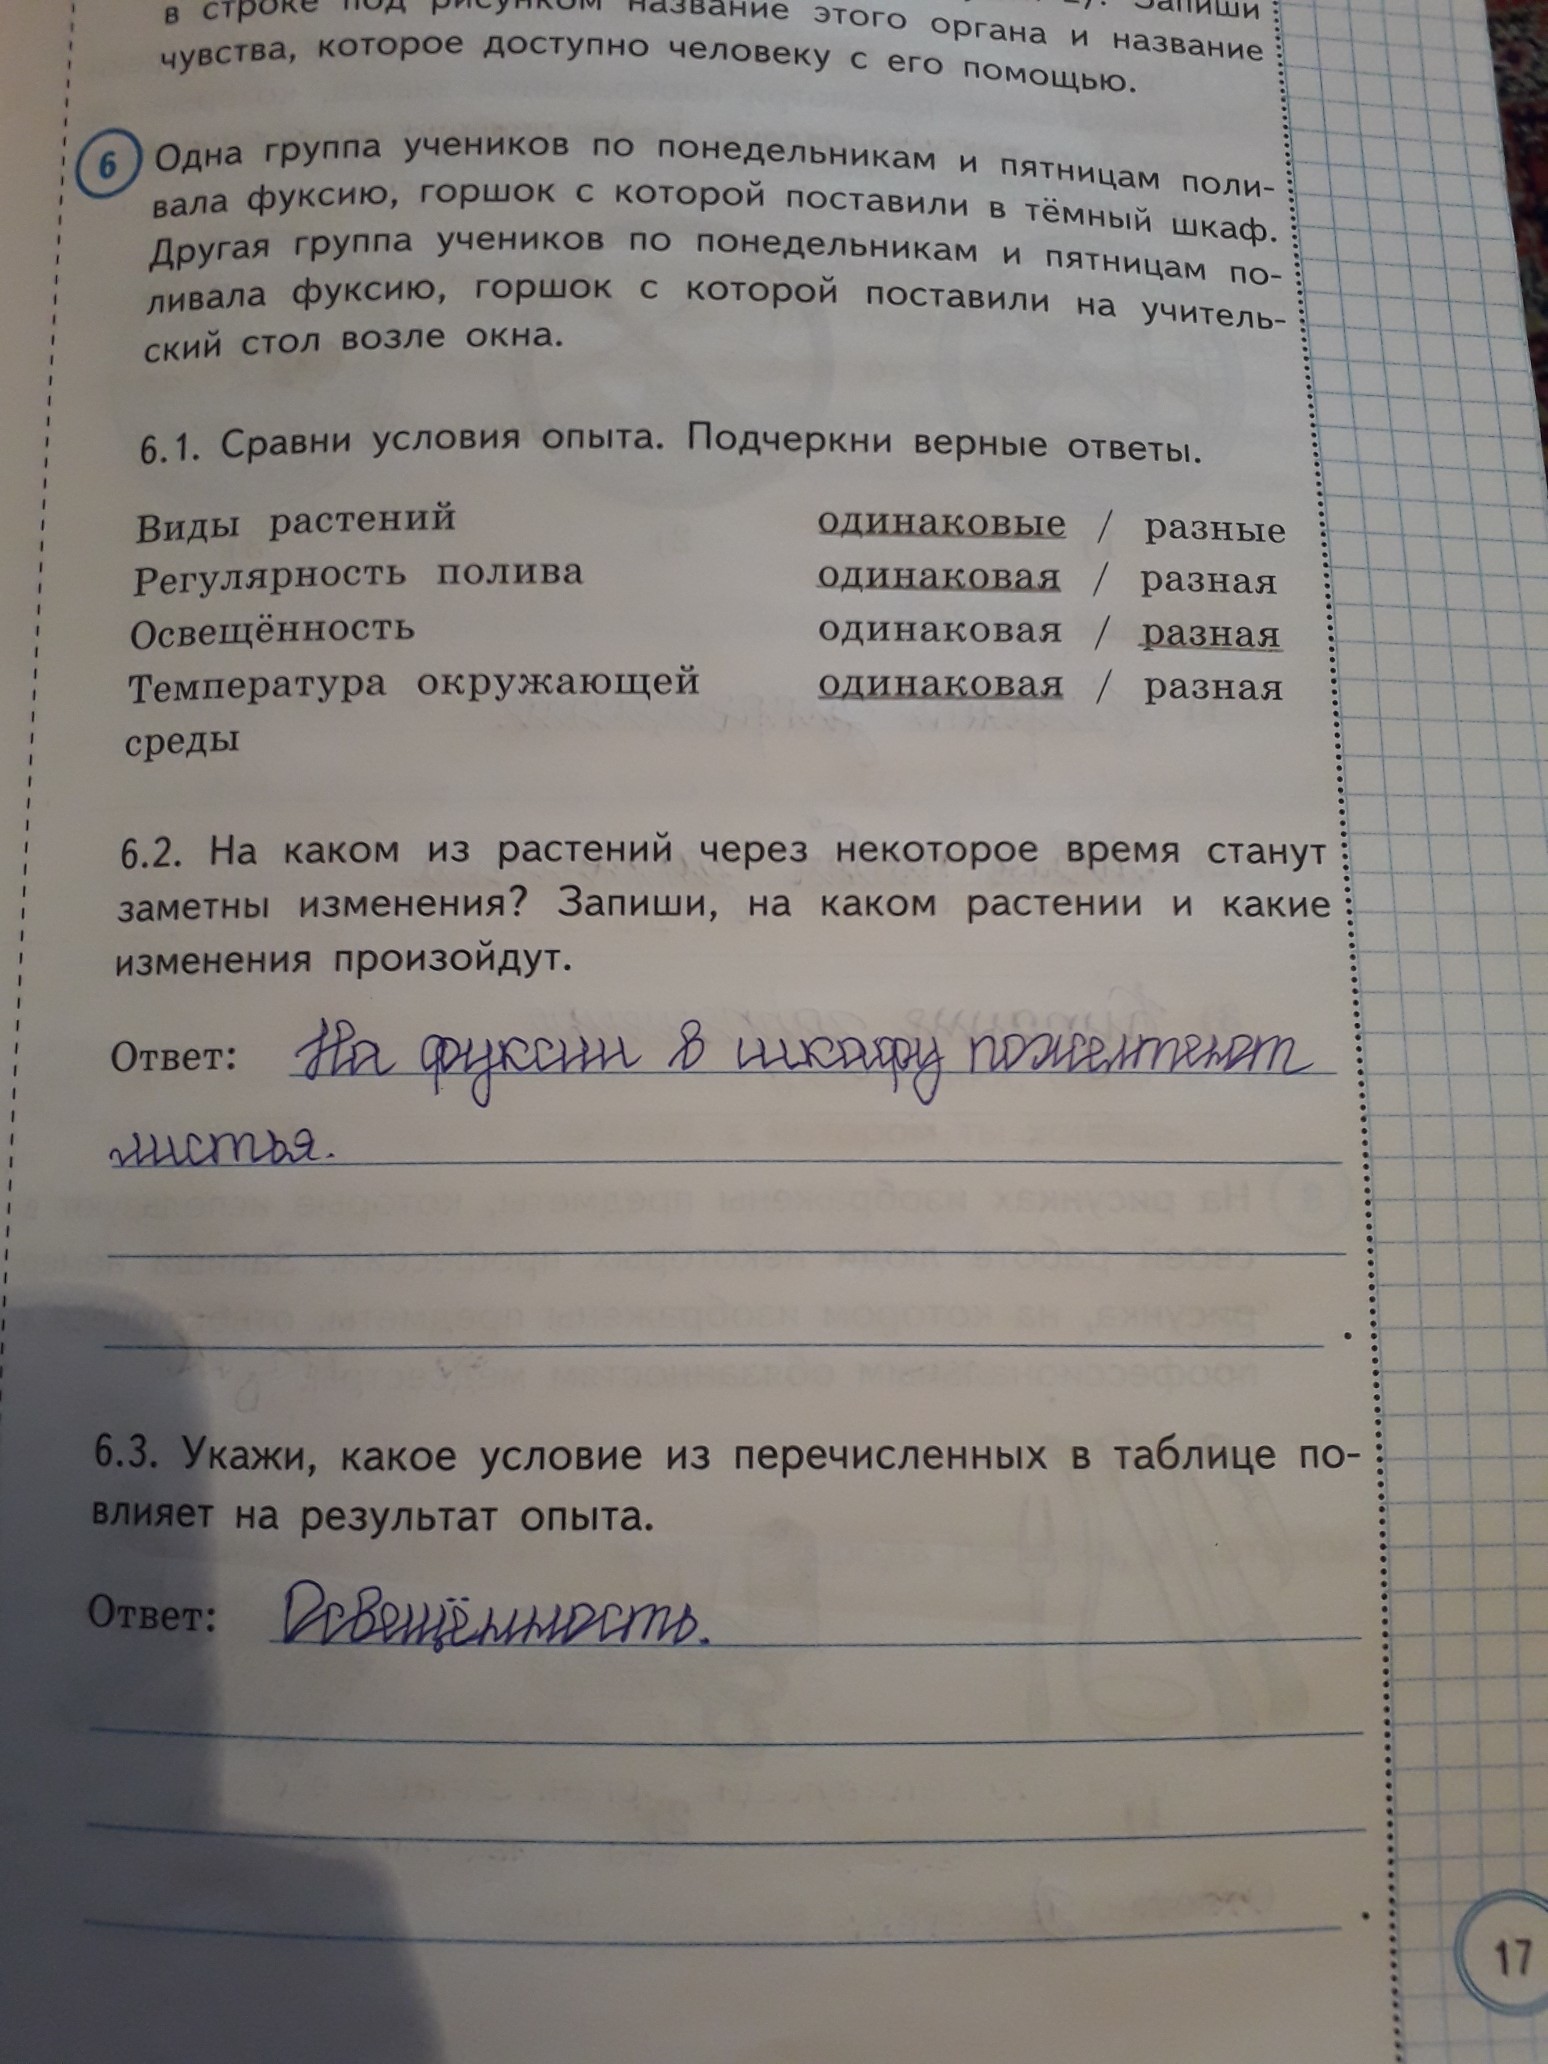 в строке под рисунком название этого органа и название
чувства, которое доступно человеку с его помощью.
6 Одна группа учеников по понедельникам и пятницам поли-
вала фуксию, горшок с которой поставили в тёмный шкаф.
Другая группа учеников по понедельникам и пятницам по-
ливала фуксию, горшок с которой поставили на учитель-
ский стол возле окна.
6.1. Сравни условия опыта. Подчеркни верные ответы.
Виды растений одинаковые / разные
Регулярность полива одинаковая / разная
Освещённость одинаковая / разная
Температура окружающей одинаковая / разная
среды
6.2. На каком из растений через некоторое время станут
заметны изменения? Запиши, на каком растении и какие
изменения произойдут.
Ответ: На фуксии в шкафу пожелтеют
листья.
6.3. Укажи, какое условие из перечисленных в таблице по-
влияет на результат опыта.
Ответ: Освещённость.
17